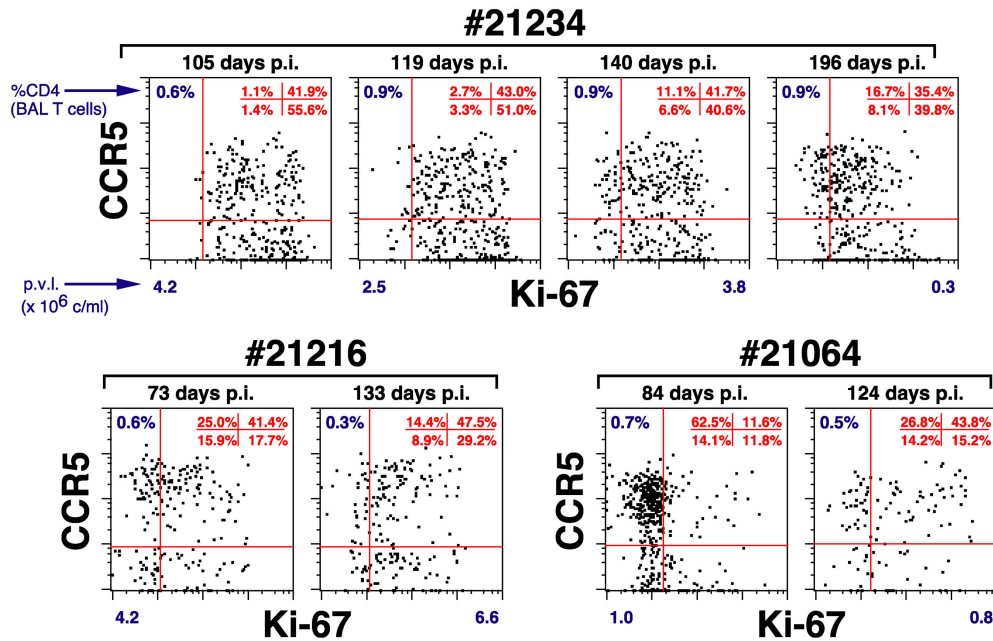 #21234
105 days p.i. 119 days p.i. 140 days p.i. 196 days p.i.
%CD4
(BAL T cells)
0.6% 1.1% 41.9% 0.9% 2.7% 43.0% 0.9% 11.1% 41.7% 0.9% 16.7% 35.4%
1.4% 55.6% 3.3% 51.0% 6.6% 40.6% 8.1% 39.8%
CCR5
p.v.l.
(x 10⁶ c/ml)
4.2 2.5 Ki-67 3.8 0.3
#21216 #21064
73 days p.i. 133 days p.i. 84 days p.i. 124 days p.i.
0.6% 25.0% 41.4% 0.3% 14.4% 47.5% 0.7% 62.5% 11.6% 0.5% 26.8% 43.8%
15.9% 17.7% 8.9% 29.2% 14.1% 11.8% 14.2% 15.2%
CCR5 CCR5
4.2 Ki-67 6.6 1.0 Ki-67 0.8